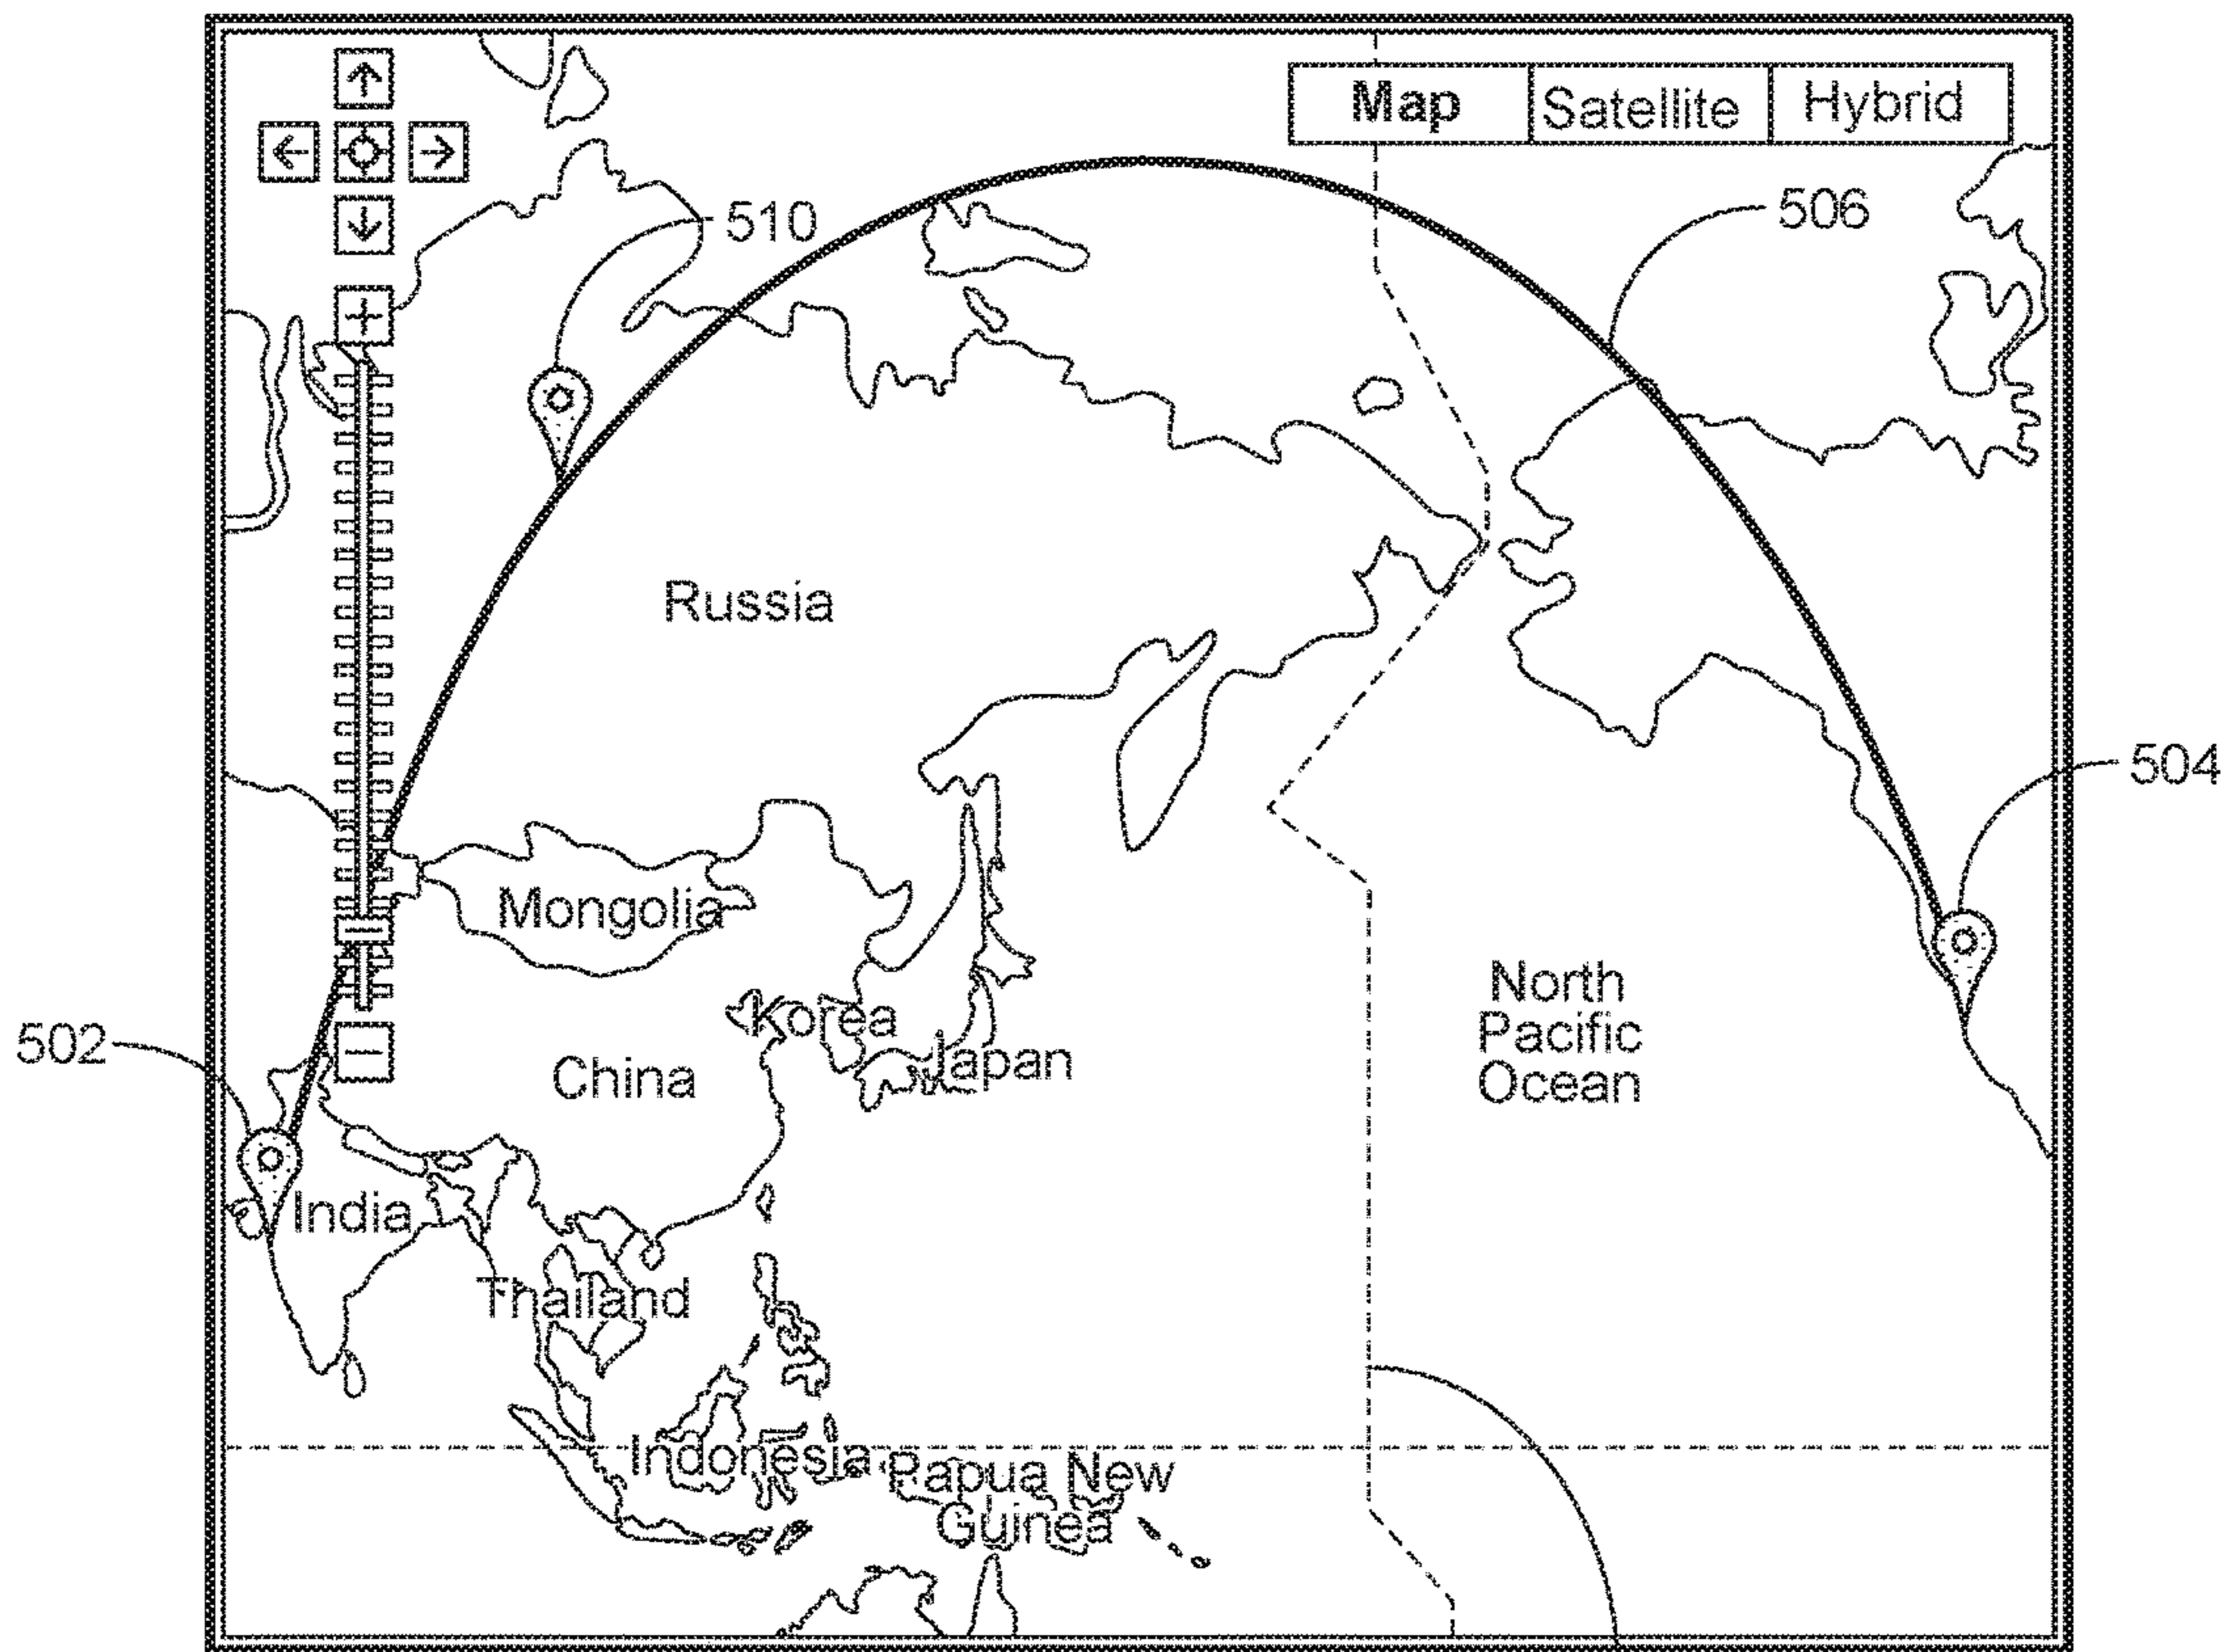 Map Satellite Hybrid
510
506
Russia
504
Mongolia
North
Pacific
Ocean
Korea
Japan
502
China
India
Thailand
Indonesia
Papua New
Guinea